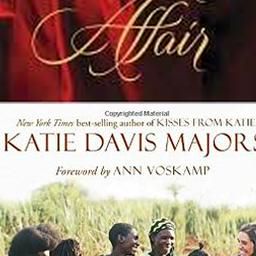 Affair
Copyrighted Material
New York Times best-selling author of KISSES FROM KATIE
KATIE DAVIS MAJORS
Foreword by ANN VOSKAMP